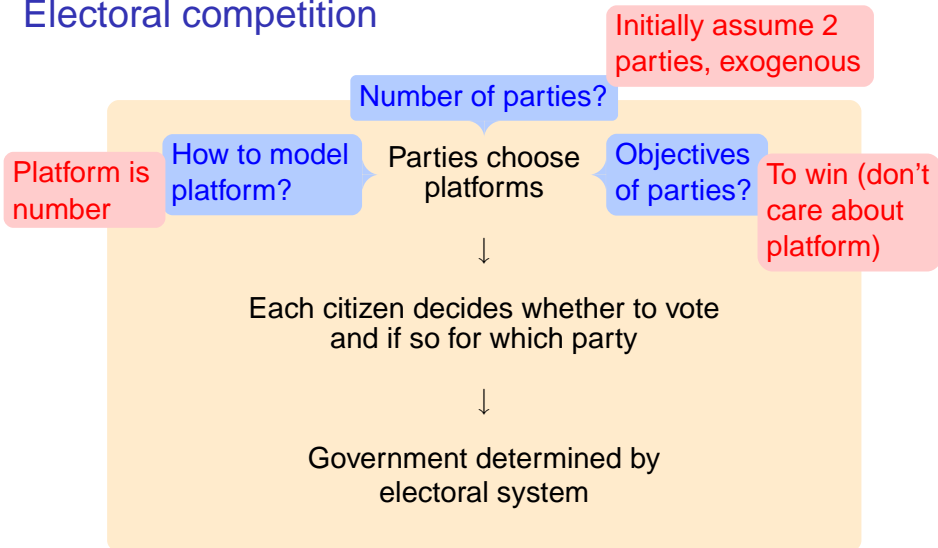 Electoral competition
Initially assume 2
parties, exogenous
Number of parties?
Platform is
number
How to model
platform?
Parties choose
platforms
Objectives
of parties?
To win (don't
care about
platform)
↓
Each citizen decides whether to vote
and if so for which party
↓
Government determined by
electoral system